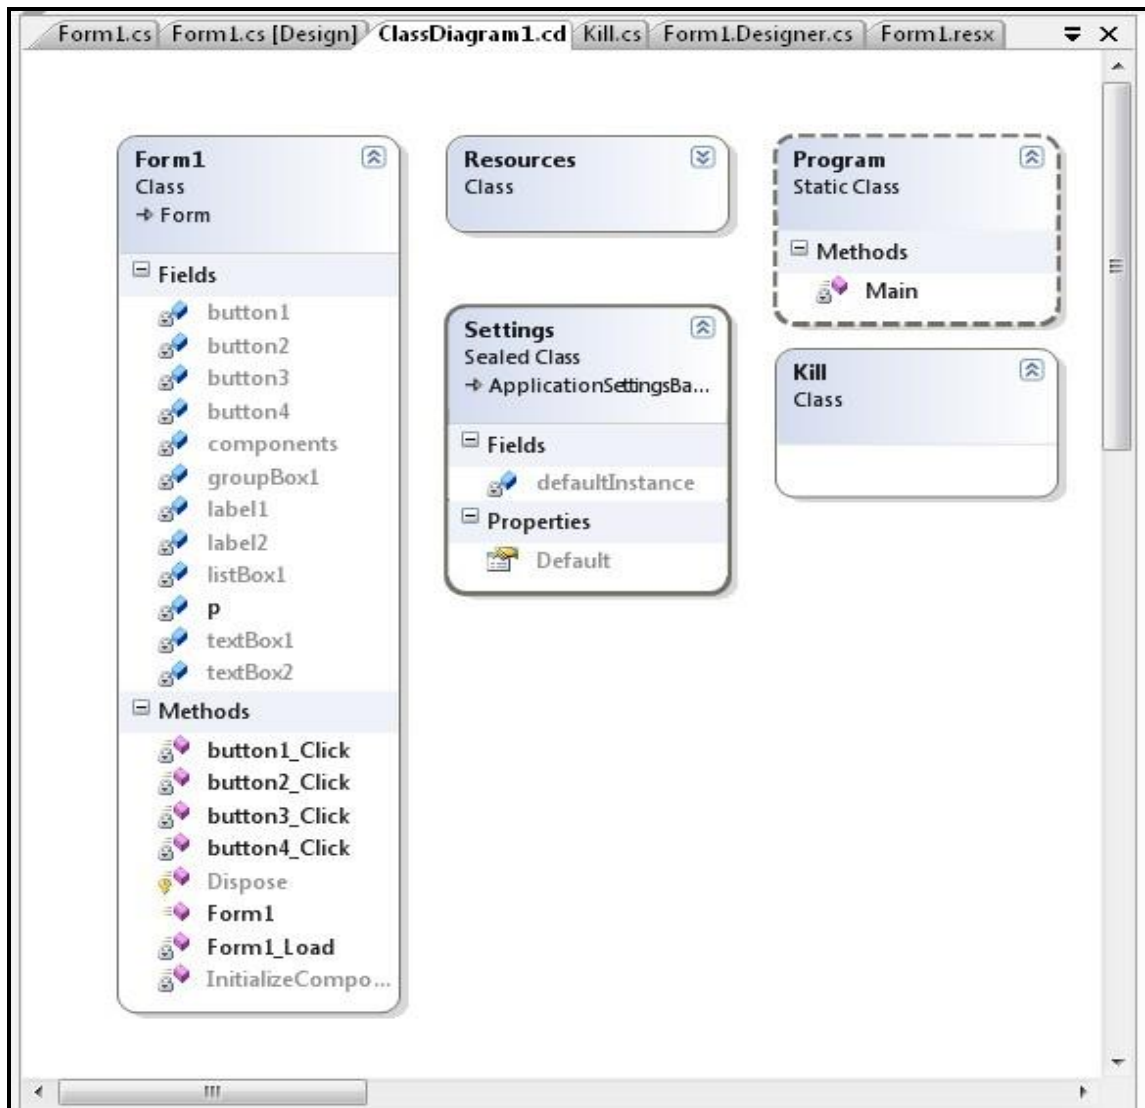 Form1.cs Form1.cs [Design] ClassDiagram1.cd Kill.cs Form1.Designer.cs Form1.resx
Form1
Class
Form
Fields
button1
button2
button3
button4
components
groupBox1
label1
label2
listBox1
p
textBox1
textBox2
Methods
button1_Click
button2_Click
button3_Click
button4_Click
Dispose
Form1
Form1_Load
InitializeCompo...
Resources
Class
Settings
Sealed Class
ApplicationSettingsBa...
Fields
defaultInstance
Properties
Default
Program
Static Class
Methods
Main
Kill
Class